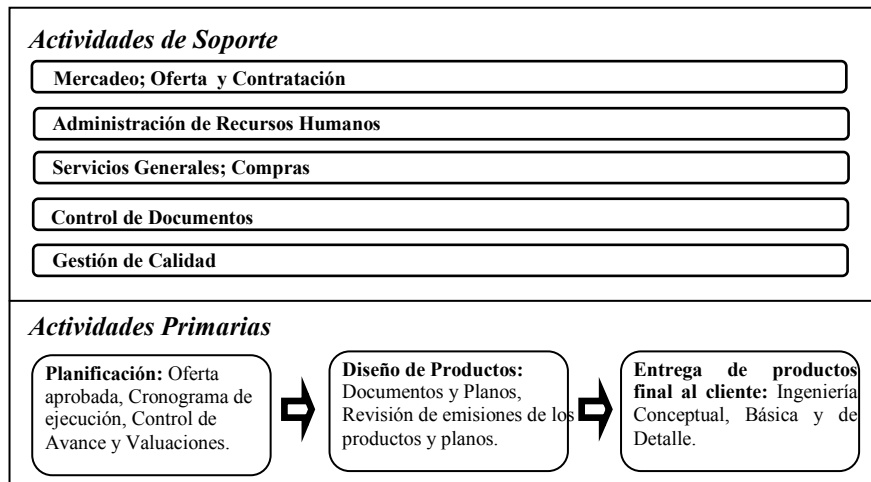 Actividades de Soporte
Mercadeo; Oferta y Contratación
Administración de Recursos Humanos
Servicios Generales; Compras
Control de Documentos
Gestión de Calidad
Actividades Primarias
Planificación: Oferta
aprobada, Cronograma de
ejecución, Control de
Avance y Valuaciones.
Diseño de Productos:
Documentos y Planos,
Revisión de emisiones de los
productos y planos.
Entrega de productos
final al cliente: Ingeniería
Conceptual, Básica y de
Detalle.